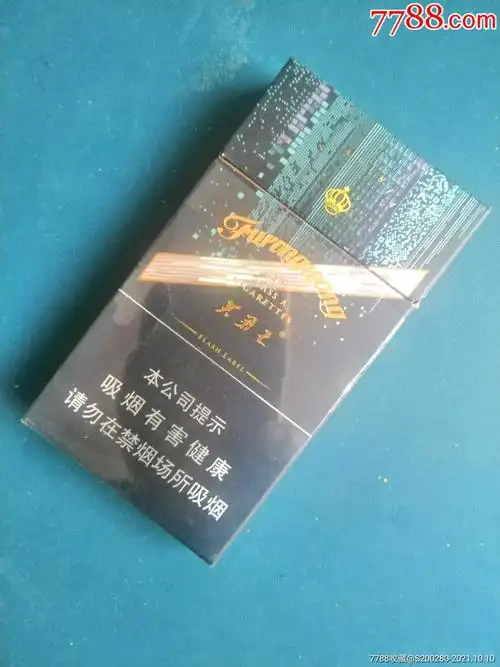 7788.com
Furongwang
CLASS A
CIGARETTES
芙蓉王®
FLASH LABEL
本公司提示
吸烟有害健康
请勿在禁烟场所吸烟
7788收藏@S200280-2021.10.10